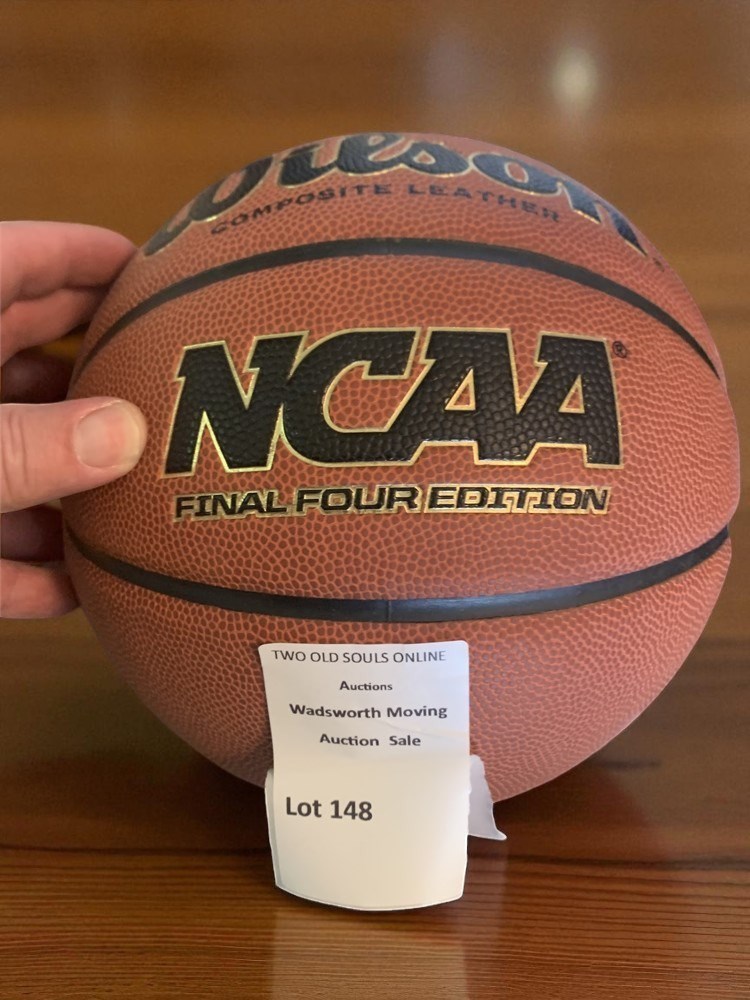 Wilson
COMPOSITE LEATHER
NCAA®
FINAL FOUR EDITION
TWO OLD SOULS ONLINE
Auctions
Wadsworth Moving
Auction Sale
Lot 148